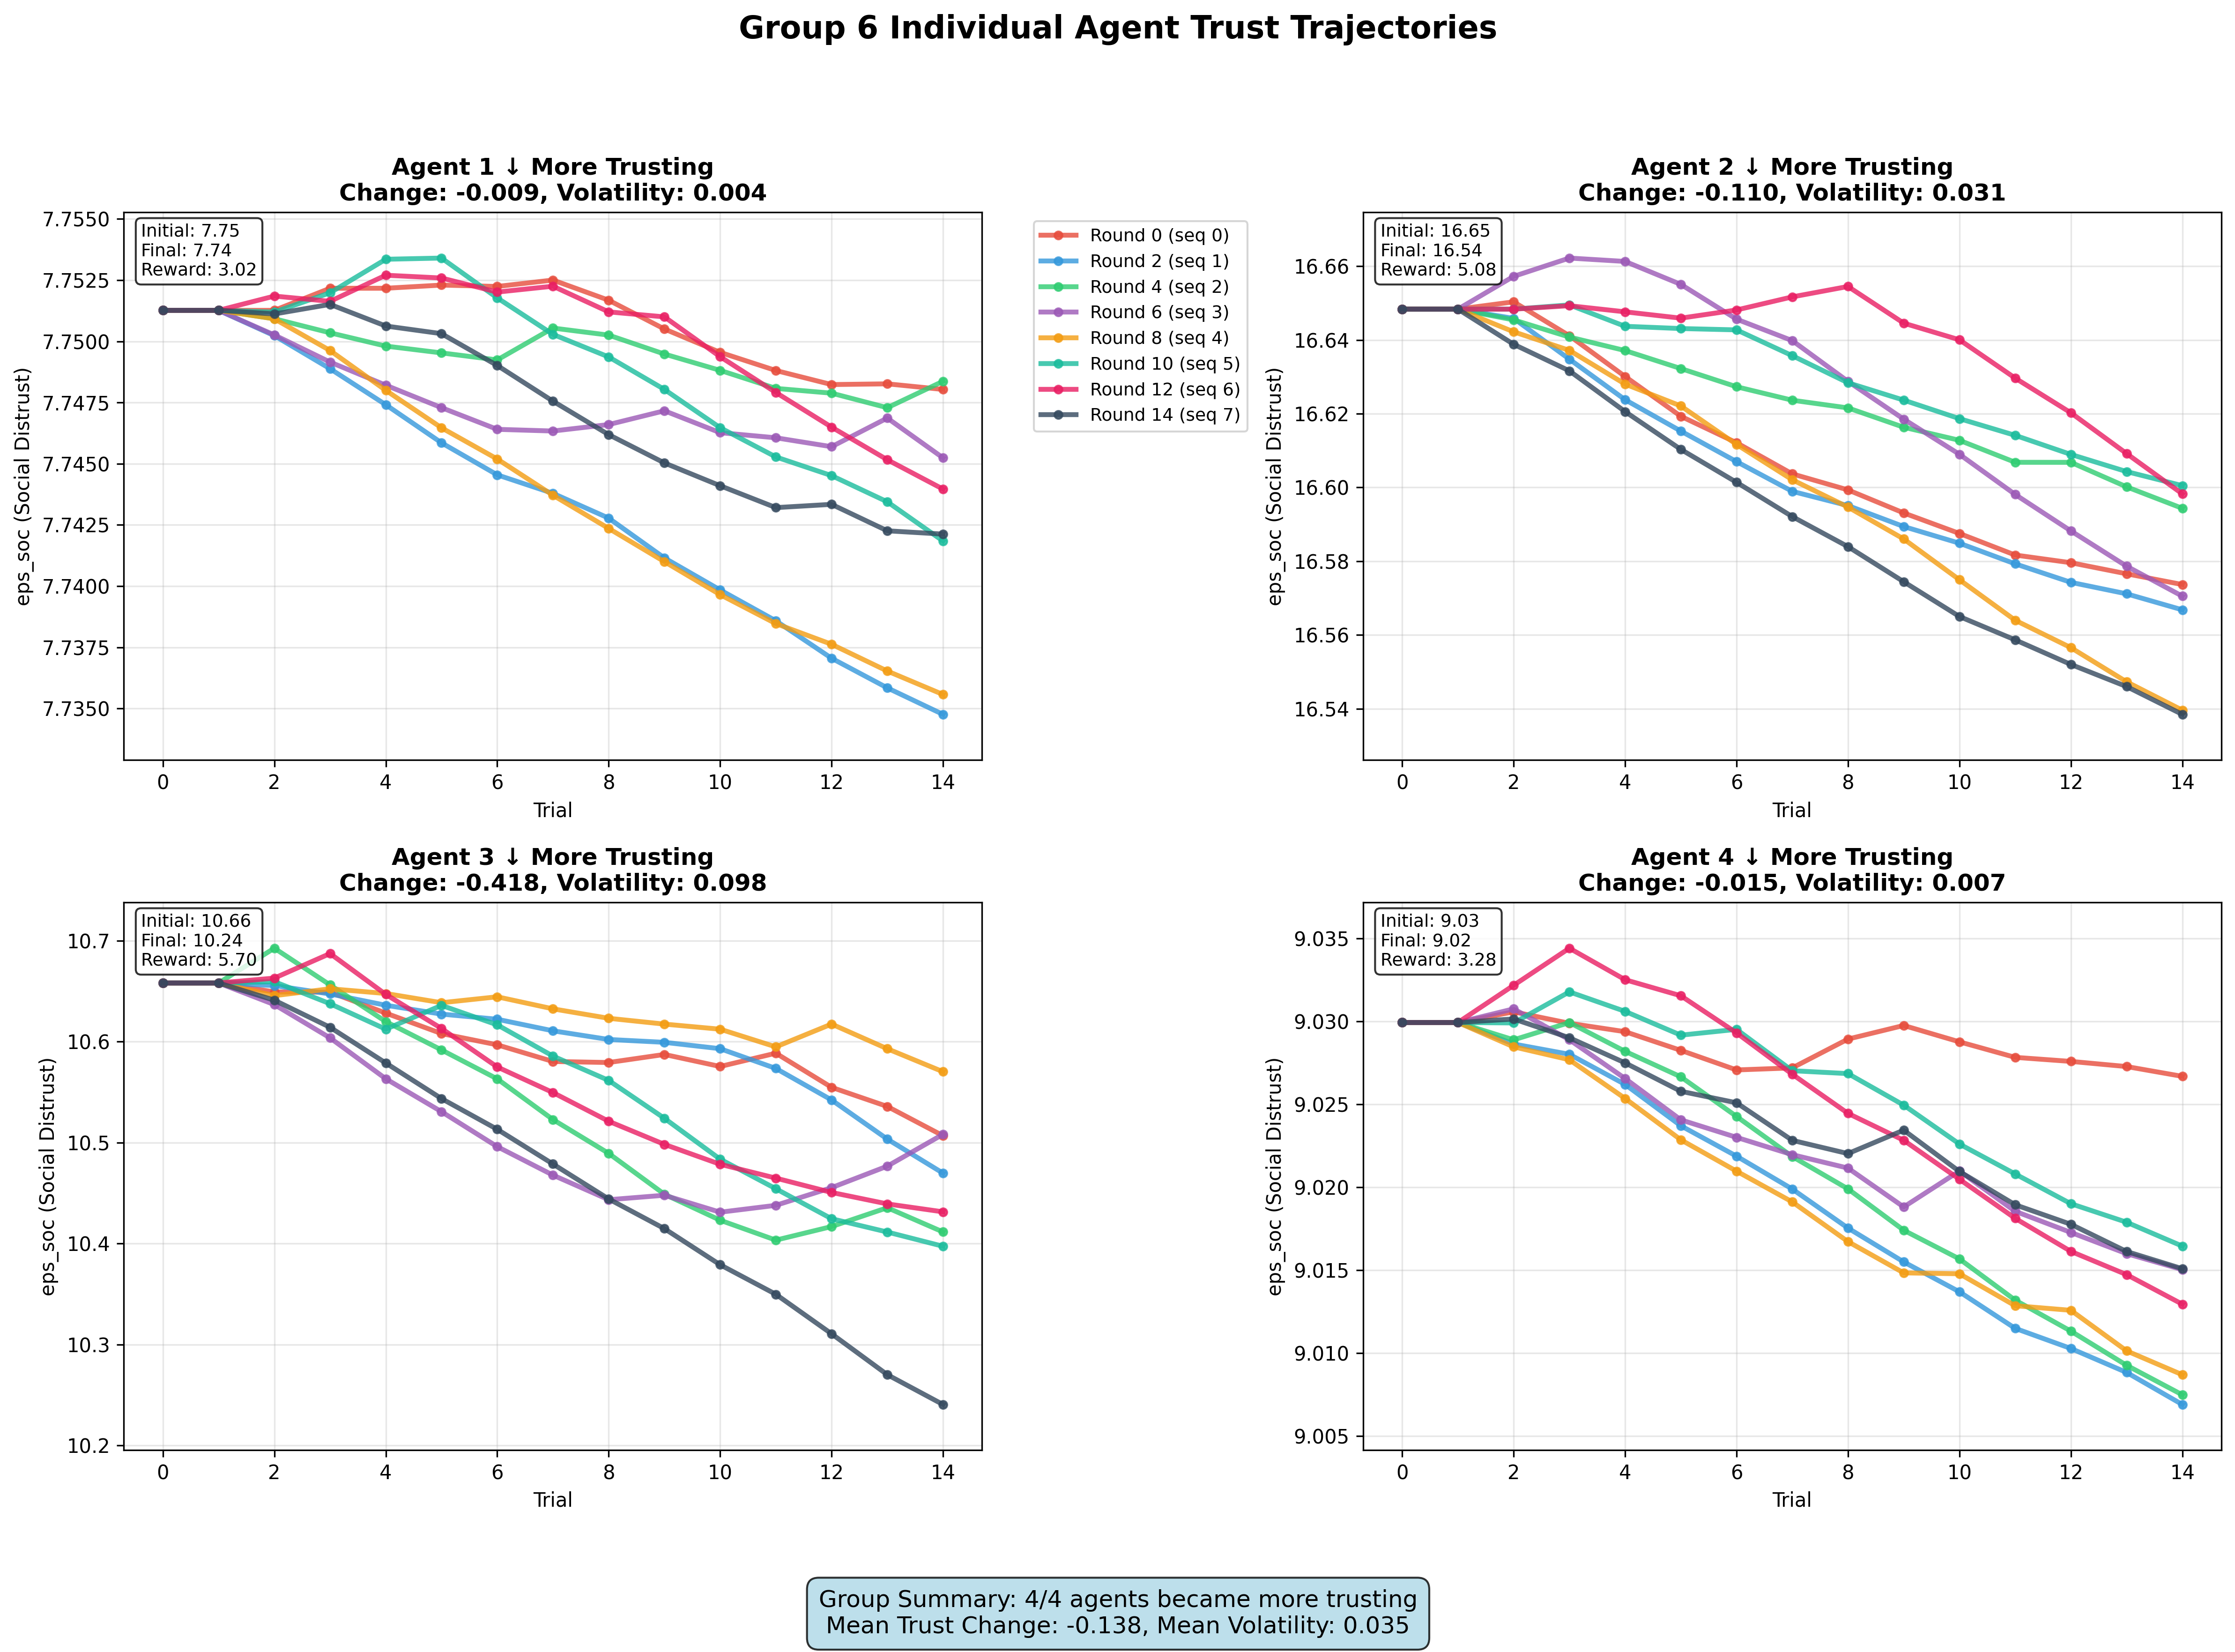 Group 6 Individual Agent Trust Trajectories
Agent 1 ↓ More Trusting
Change: -0.009, Volatility: 0.004
Initial: 7.75
Final: 7.74
Reward: 3.02
eps_soc (Social Distrust)
7.7550
7.7525
7.7500
7.7475
7.7450
7.7425
7.7400
7.7375
7.7350
0 2 4 6 8 10 12 14
Trial
Round 0 (seq 0)
Round 2 (seq 1)
Round 4 (seq 2)
Round 6 (seq 3)
Round 8 (seq 4)
Round 10 (seq 5)
Round 12 (seq 6)
Round 14 (seq 7)
Agent 2 ↓ More Trusting
Change: -0.110, Volatility: 0.031
Initial: 16.65
Final: 16.54
Reward: 5.08
eps_soc (Social Distrust)
16.66
16.64
16.62
16.60
16.58
16.56
16.54
0 2 4 6 8 10 12 14
Trial
Agent 3 ↓ More Trusting
Change: -0.418, Volatility: 0.098
Initial: 10.66
Final: 10.24
Reward: 5.70
eps_soc (Social Distrust)
10.7
10.6
10.5
10.4
10.3
10.2
0 2 4 6 8 10 12 14
Trial
Agent 4 ↓ More Trusting
Change: -0.015, Volatility: 0.007
Initial: 9.03
Final: 9.02
Reward: 3.28
eps_soc (Social Distrust)
9.035
9.030
9.025
9.020
9.015
9.010
9.005
0 2 4 6 8 10 12 14
Trial
Group Summary: 4/4 agents became more trusting
Mean Trust Change: -0.138, Mean Volatility: 0.035